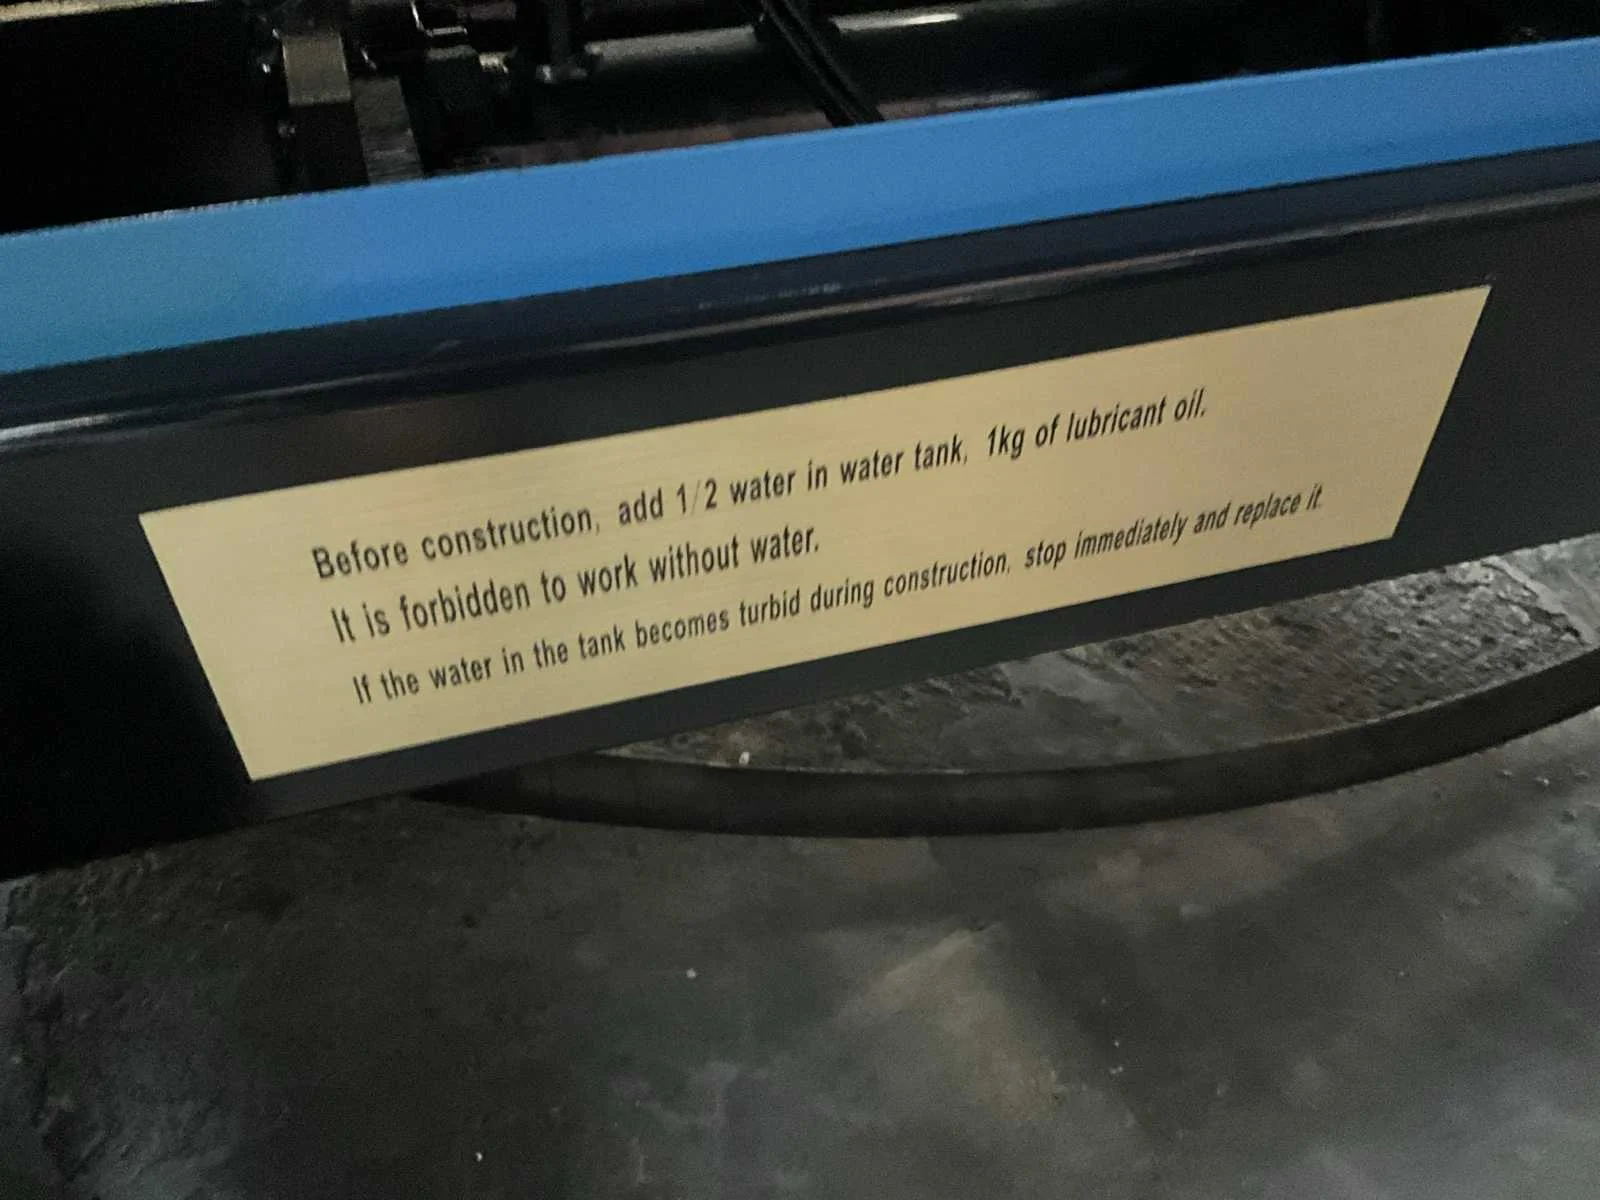 Before construction, add 1/2 water in water tank, 1kg of lubricant oil.
It is forbidden to work without water.
If the water in the tank becomes turbid during construction, stop immediately and replace it.